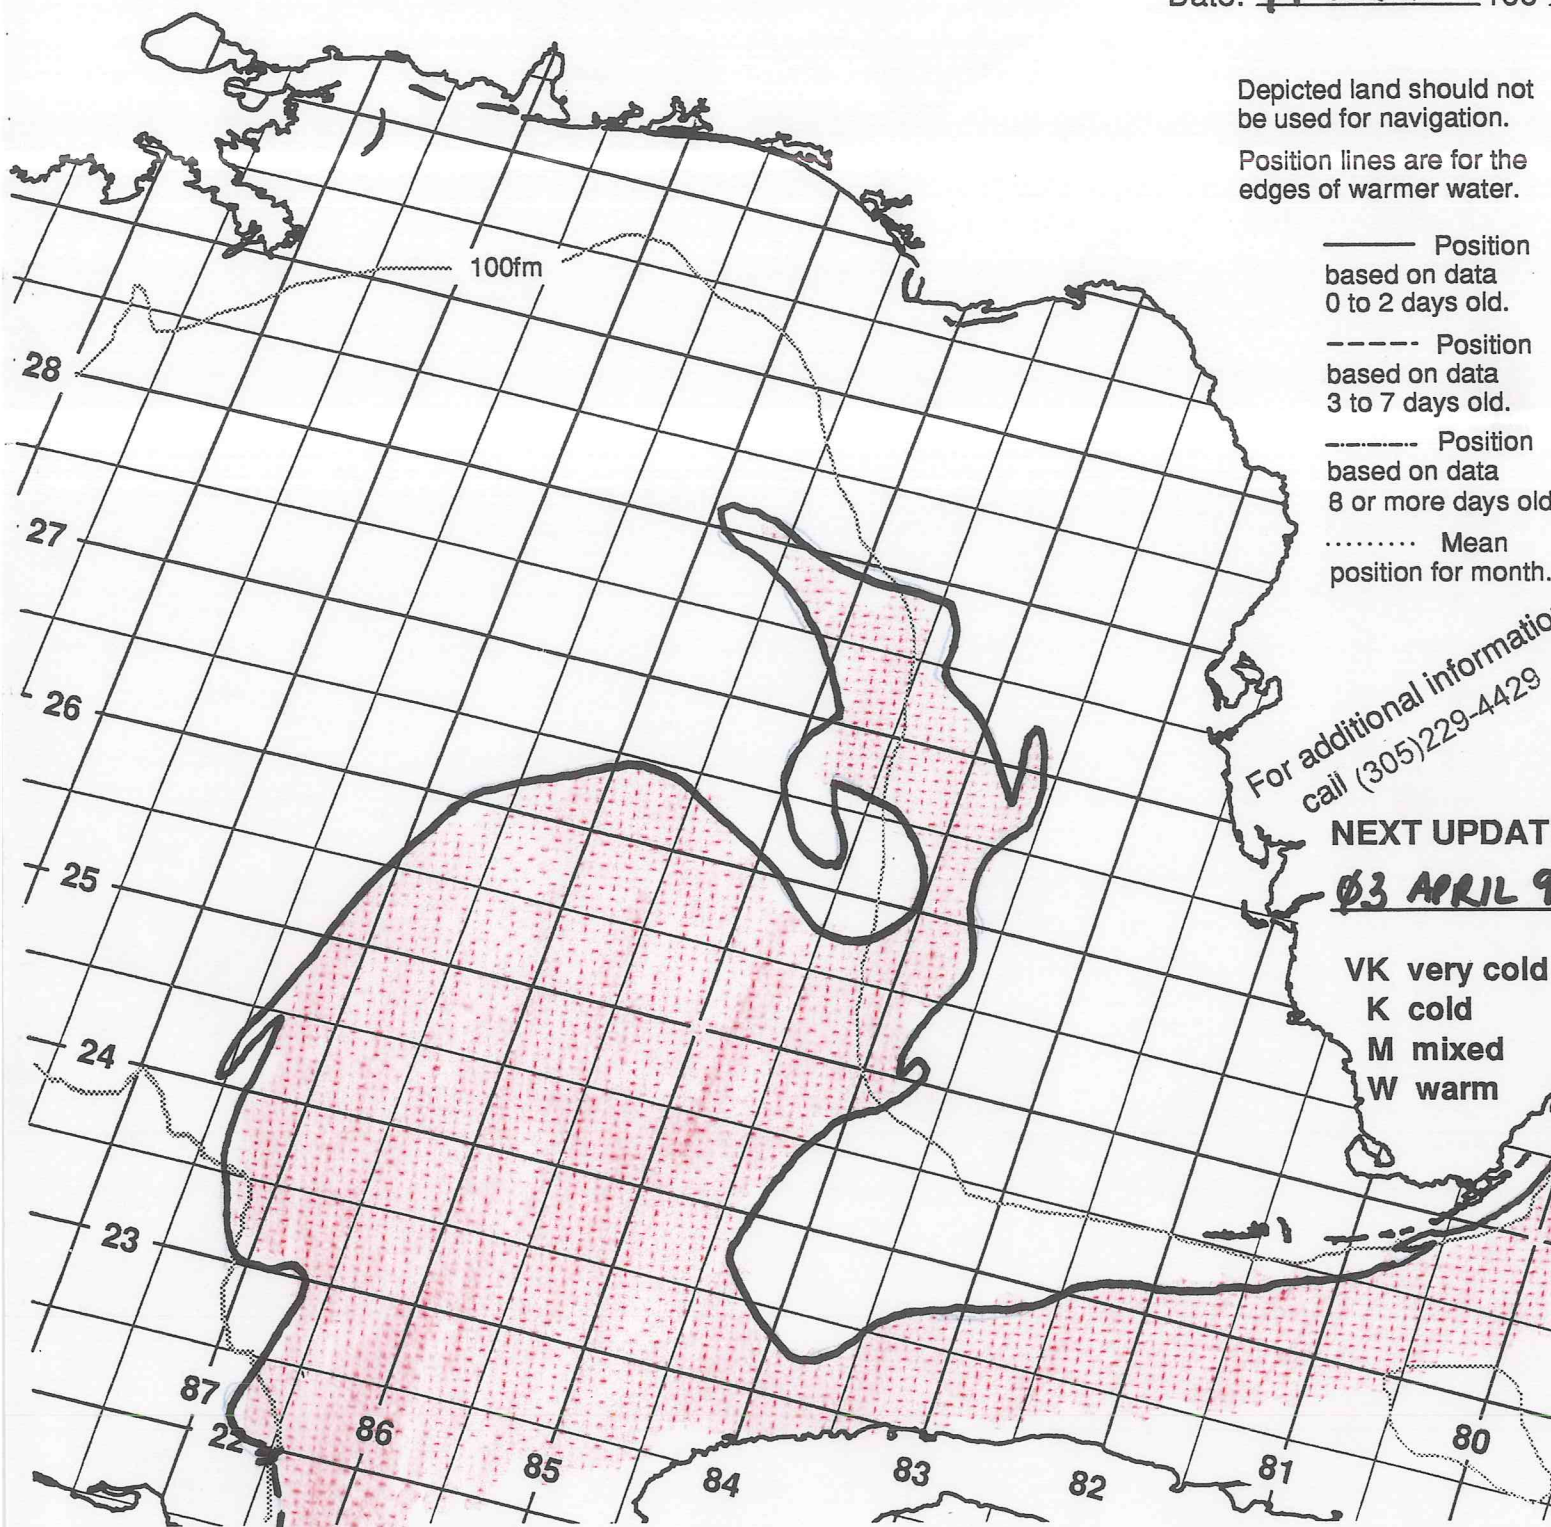 Depicted land should not
be used for navigation.
Position lines are for the
edges of warmer water.
Position
based on data
0 to 2 days old.
Position
based on data
3 to 7 days old.
Position
based on data
8 or more days old
Mean
position for month.
For additional information
call (305)229-4429
NEXT UPDAT
Ø3 APRIL 9
VK very cold
K cold
M mixed
W warm
100fm
28
27
26
25
24
23
87
22
86
85
84
83
82
81
80